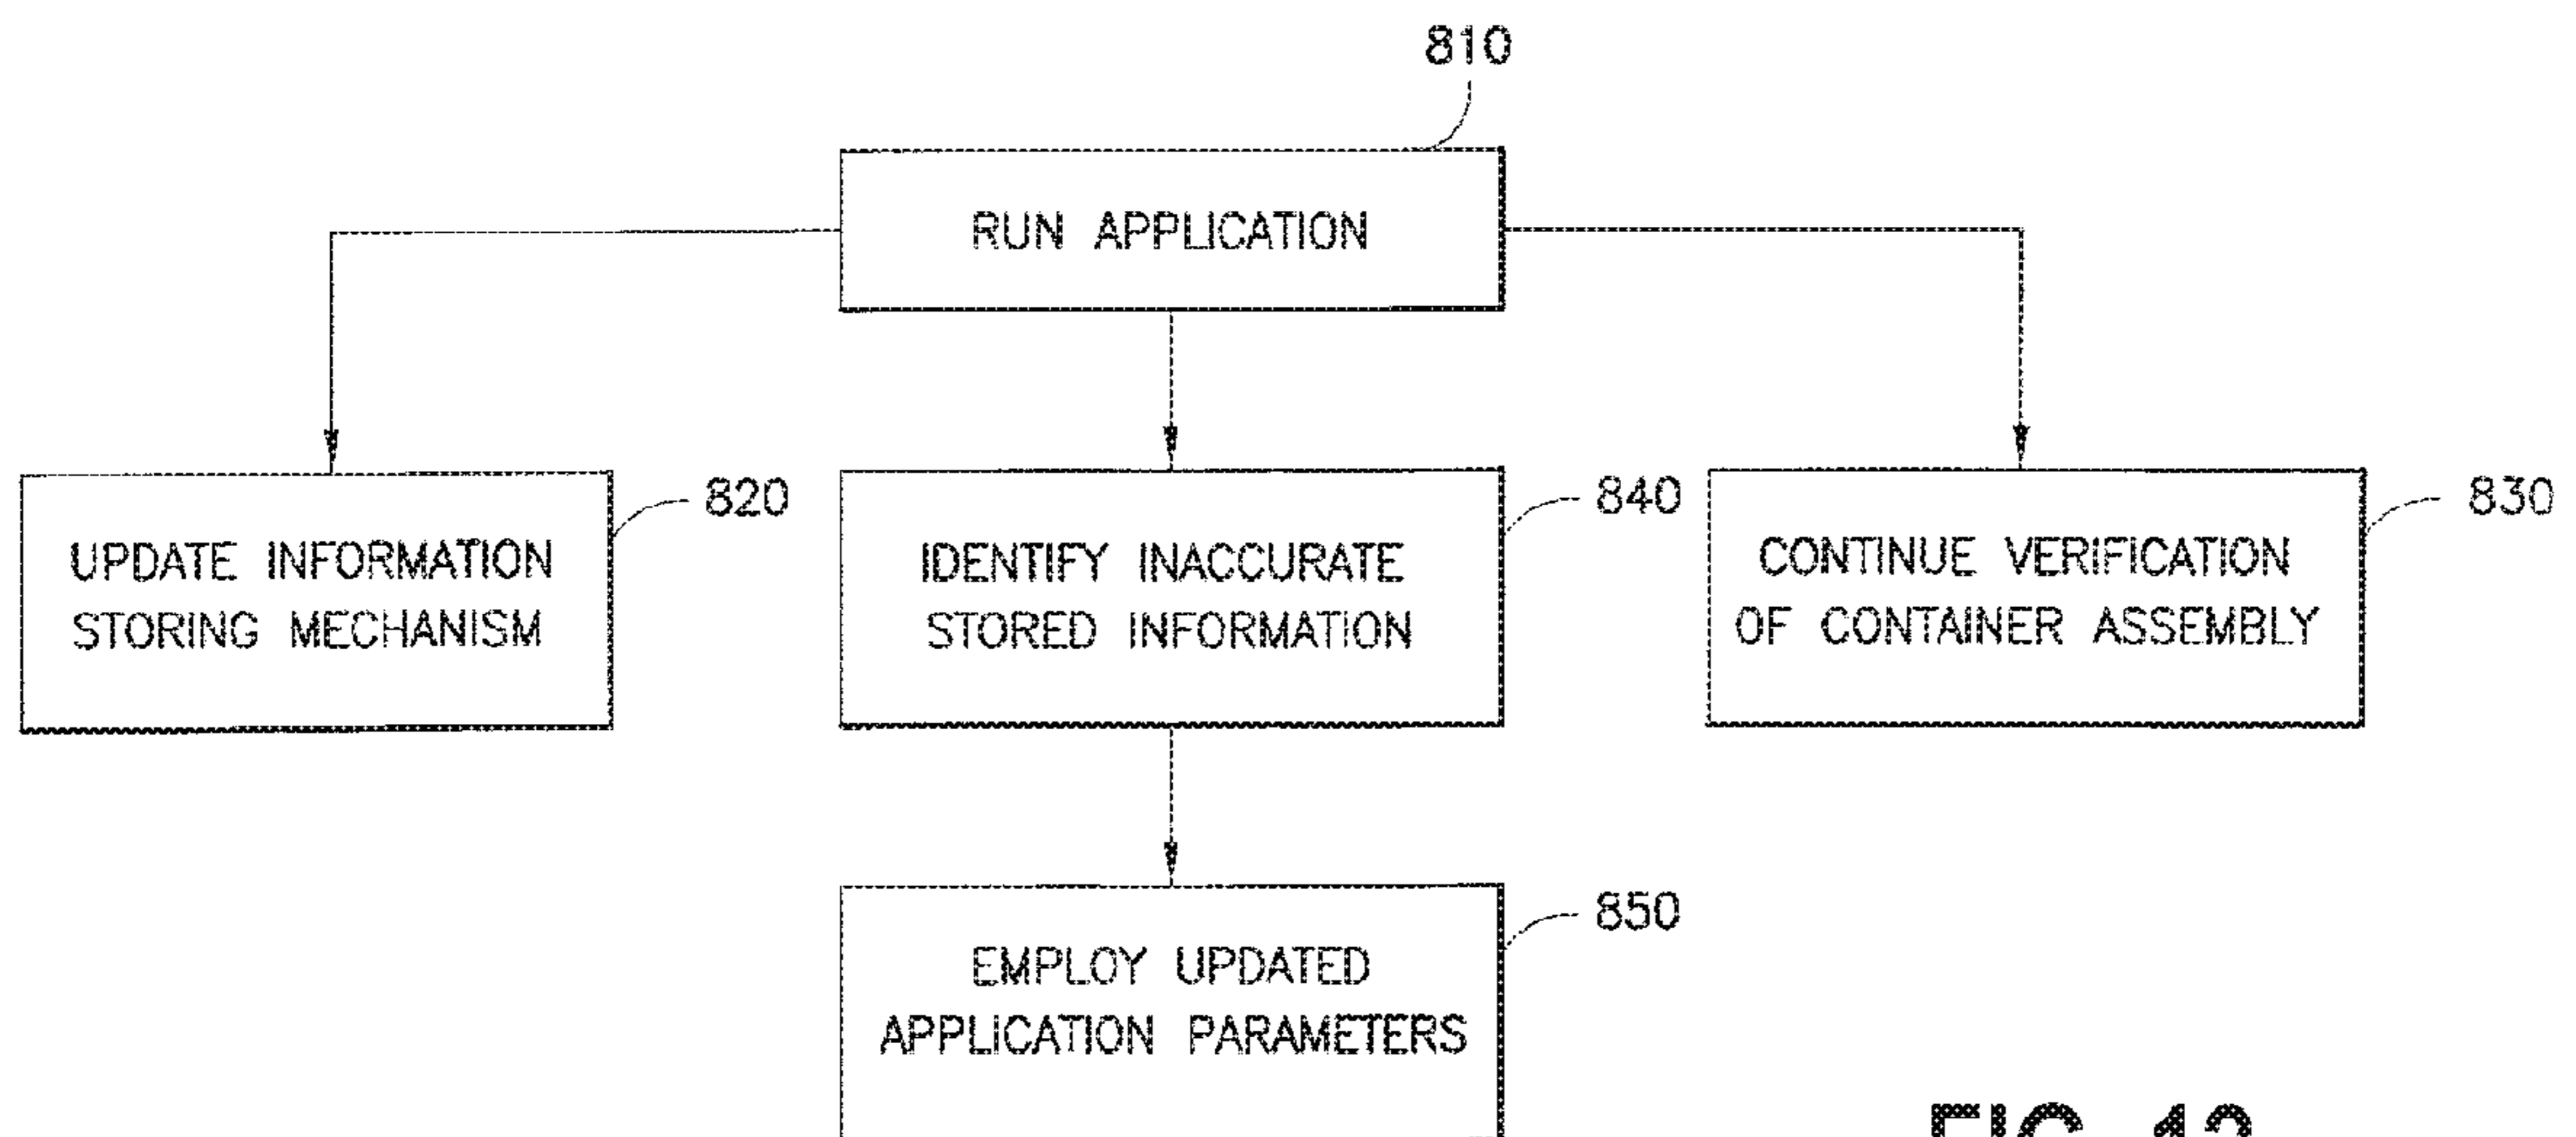 810
RUN APPLICATION
820
UPDATE INFORMATION
STORING MECHANISM
840
IDENTIFY INACCURATE
STORED INFORMATION
830
CONTINUE VERIFICATION
OF CONTAINER ASSEMBLY
850
EMPLOY UPDATED
APPLICATION PARAMETERS